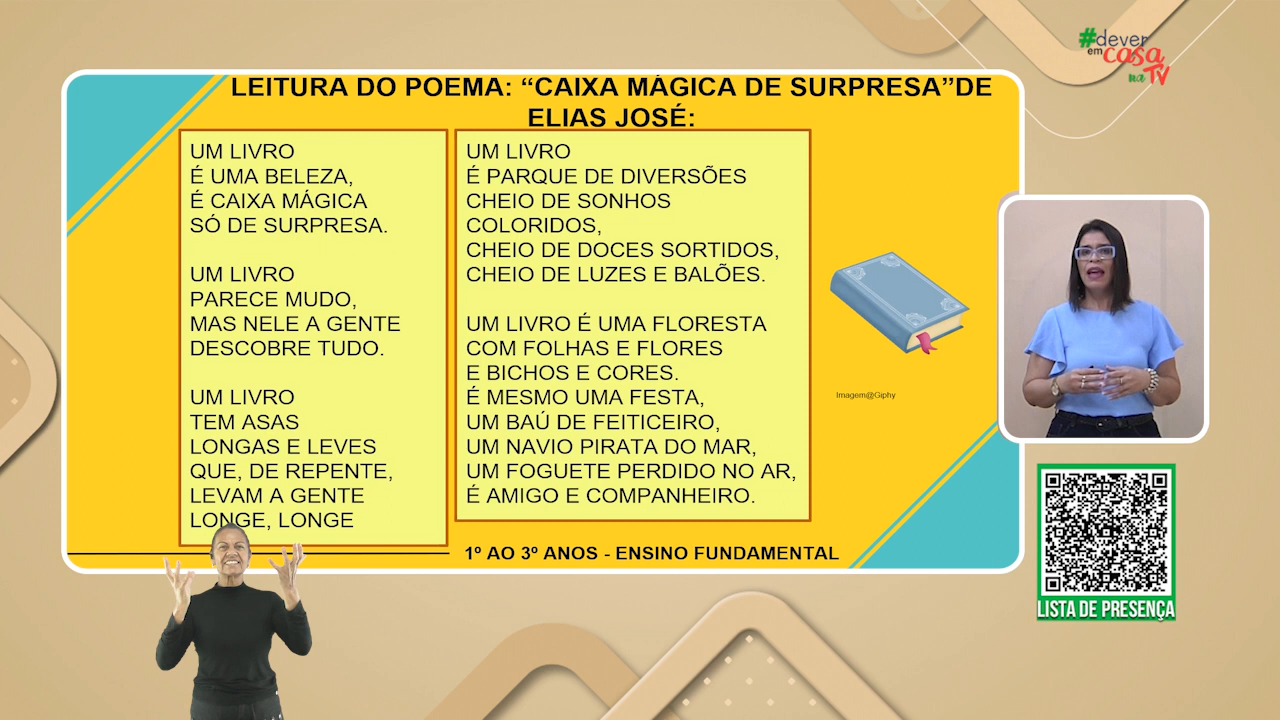 LEITURA DO POEMA: “CAIXA MÁGICA DE SURPRESA”DE
ELIAS JOSÉ:
UM LIVRO
É UMA BELEZA,
É CAIXA MÁGICA
SÓ DE SURPRESA.
UM LIVRO
PARECE MUDO,
MAS NELE A GENTE
DESCOBRE TUDO.
UM LIVRO
TEM ASAS
LONGAS E LEVES
QUE, DE REPENTE,
LEVAM A GENTE
LONGE, LONGE
UM LIVRO
É PARQUE DE DIVERSÕES
CHEIO DE SONHOS
COLORIDOS,
CHEIO DE DOCES SORTIDOS,
CHEIO DE LUZES E BALÕES.
UM LIVRO É UMA FLORESTA
COM FOLHAS E FLORES
E BICHOS E CORES.
É MESMO UMA FESTA,
UM BAÚ DE FEITICEIRO,
UM NAVIO PIRATA DO MAR,
UM FOGUETE PERDIDO NO AR,
É AMIGO E COMPANHEIRO.
Imagem@Giphy
1º AO 3º ANOS - ENSINO FUNDAMENTAL
#dever
em casa
na TV
LISTA DE PRESENÇA